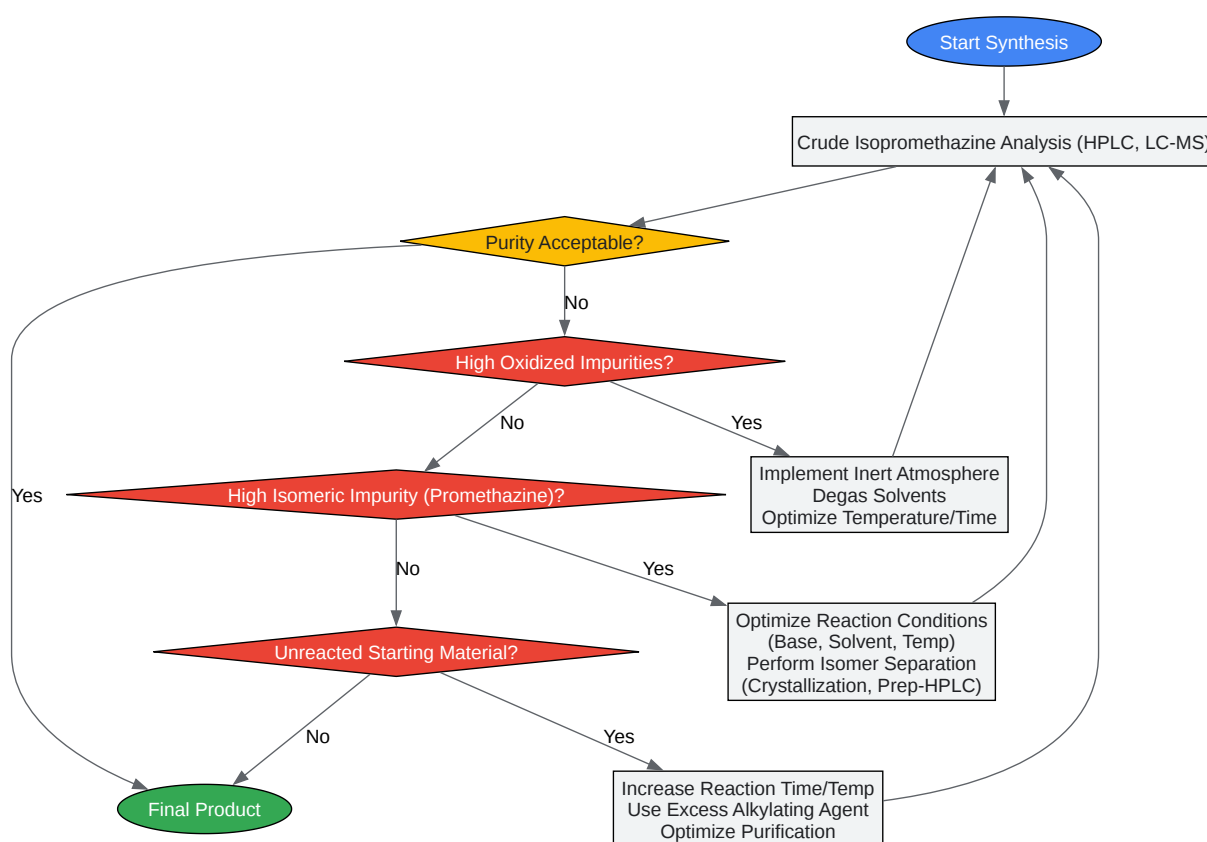 Start Synthesis
Crude Isopromethazine Analysis (HPLC, LC-MS)
Purity Acceptable?
No
High Oxidized Impurities?
No
Yes
Implement Inert Atmosphere
Degas Solvents
Optimize Temperature/Time
High Isomeric Impurity (Promethazine)?
Yes
No
Yes
Optimize Reaction Conditions
(Base, Solvent, Temp)
Perform Isomer Separation
(Crystallization, Prep-HPLC)
Unreacted Starting Material?
No
Yes
Final Product
Increase Reaction Time/Temp
Use Excess Alkylating Agent
Optimize Purification